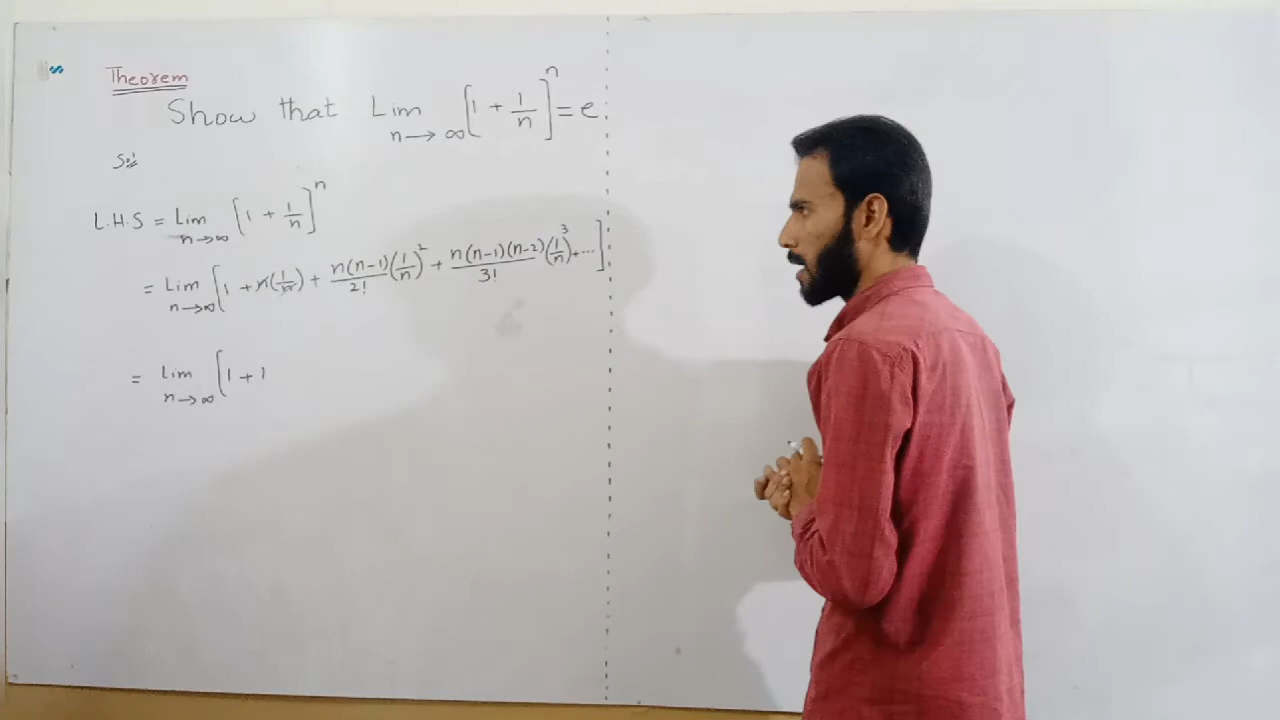 Theorem
Show that Lim n→∞ [1 + 1/n]^n = e
Sol
L.H.S = Lim n→∞ [1 + 1/n]^n
= Lim n→∞ [1 + n(1/n) + n(n-1)/2! (1/n)^2 + n(n-1)(n-2)/3! (1/n)^3 + ...]
= Lim n→∞ [1 + 1